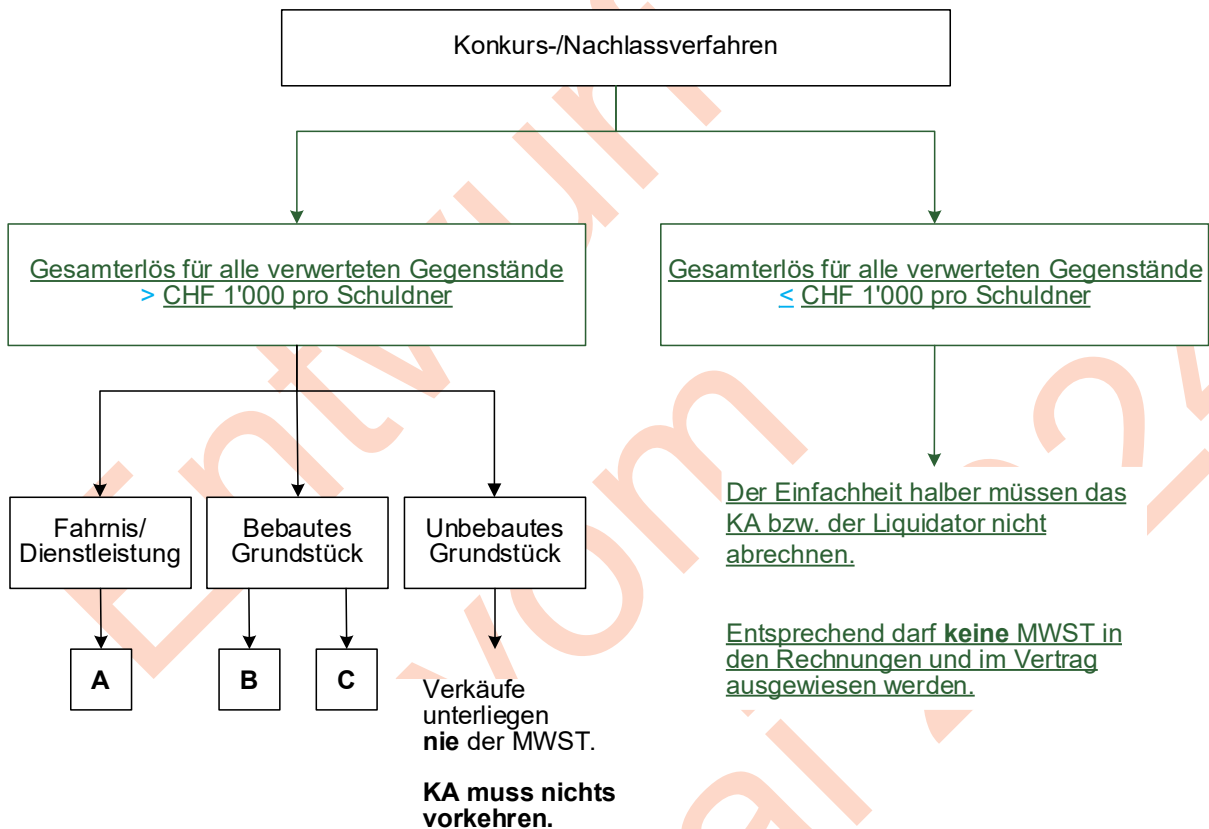 Konkurs-/Nachlassverfahren
Gesamterlös für alle verwerteten Gegenstände
> CHF 1'000 pro Schuldner
Gesamterlös für alle verwerteten Gegenstände
≤ CHF 1'000 pro Schuldner
Fahrnis/
Dienstleistung
Bebautes
Grundstück
Unbebautes
Grundstück
A
B
C
Verkäufe
unterliegen
nie der MWST.
KA muss nichts
vorkehren.
Der Einfachheit halber müssen das
KA bzw. der Liquidator nicht
abrechnen.
Entsprechend darf keine MWST in
den Rechnungen und im Vertrag
ausgewiesen werden.
Entwurf
vom